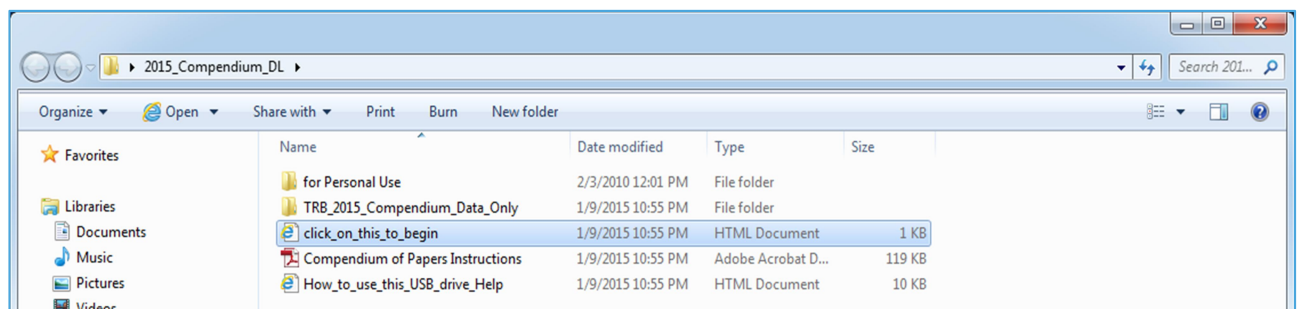 2015_Compendium_DL
Search 201...
Organize Open Share with Print Burn New folder
Favorites
Name Date modified Type Size
for Personal Use 2/3/2010 12:01 PM File folder
Libraries
TRB_2015_Compendium_Data_Only 1/9/2015 10:55 PM File folder
Documents
click_on_this_to_begin 1/9/2015 10:55 PM HTML Document 1 KB
Music
Compendium of Papers Instructions 1/9/2015 10:55 PM Adobe Acrobat D... 119 KB
Pictures
How_to_use_this_USB_drive_Help 1/9/2015 10:55 PM HTML Document 10 KB
Videos